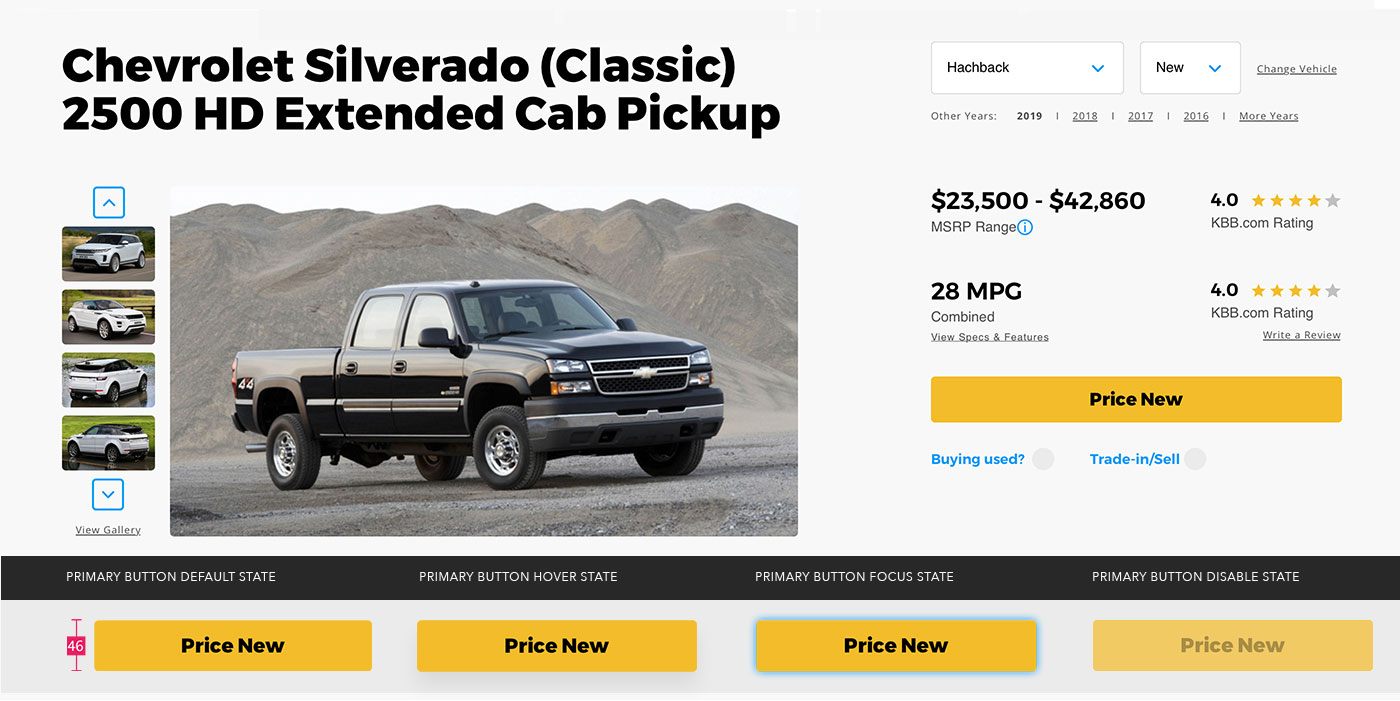 Chevrolet Silverado (Classic)
2500 HD Extended Cab Pickup
Hachback
New
Change Vehicle
Other Years: 2019 I 2018 I 2017 I 2016 I More Years
$23,500 - $42,860
MSRP Range
4.0
KBB.com Rating
28 MPG
Combined
View Specs & Features
4.0
KBB.com Rating
Write a Review
Price New
Buying used?
Trade-in/Sell
View Gallery
PRIMARY BUTTON DEFAULT STATE
PRIMARY BUTTON HOVER STATE
PRIMARY BUTTON FOCUS STATE
PRIMARY BUTTON DISABLE STATE
46
Price New
Price New
Price New
Price New